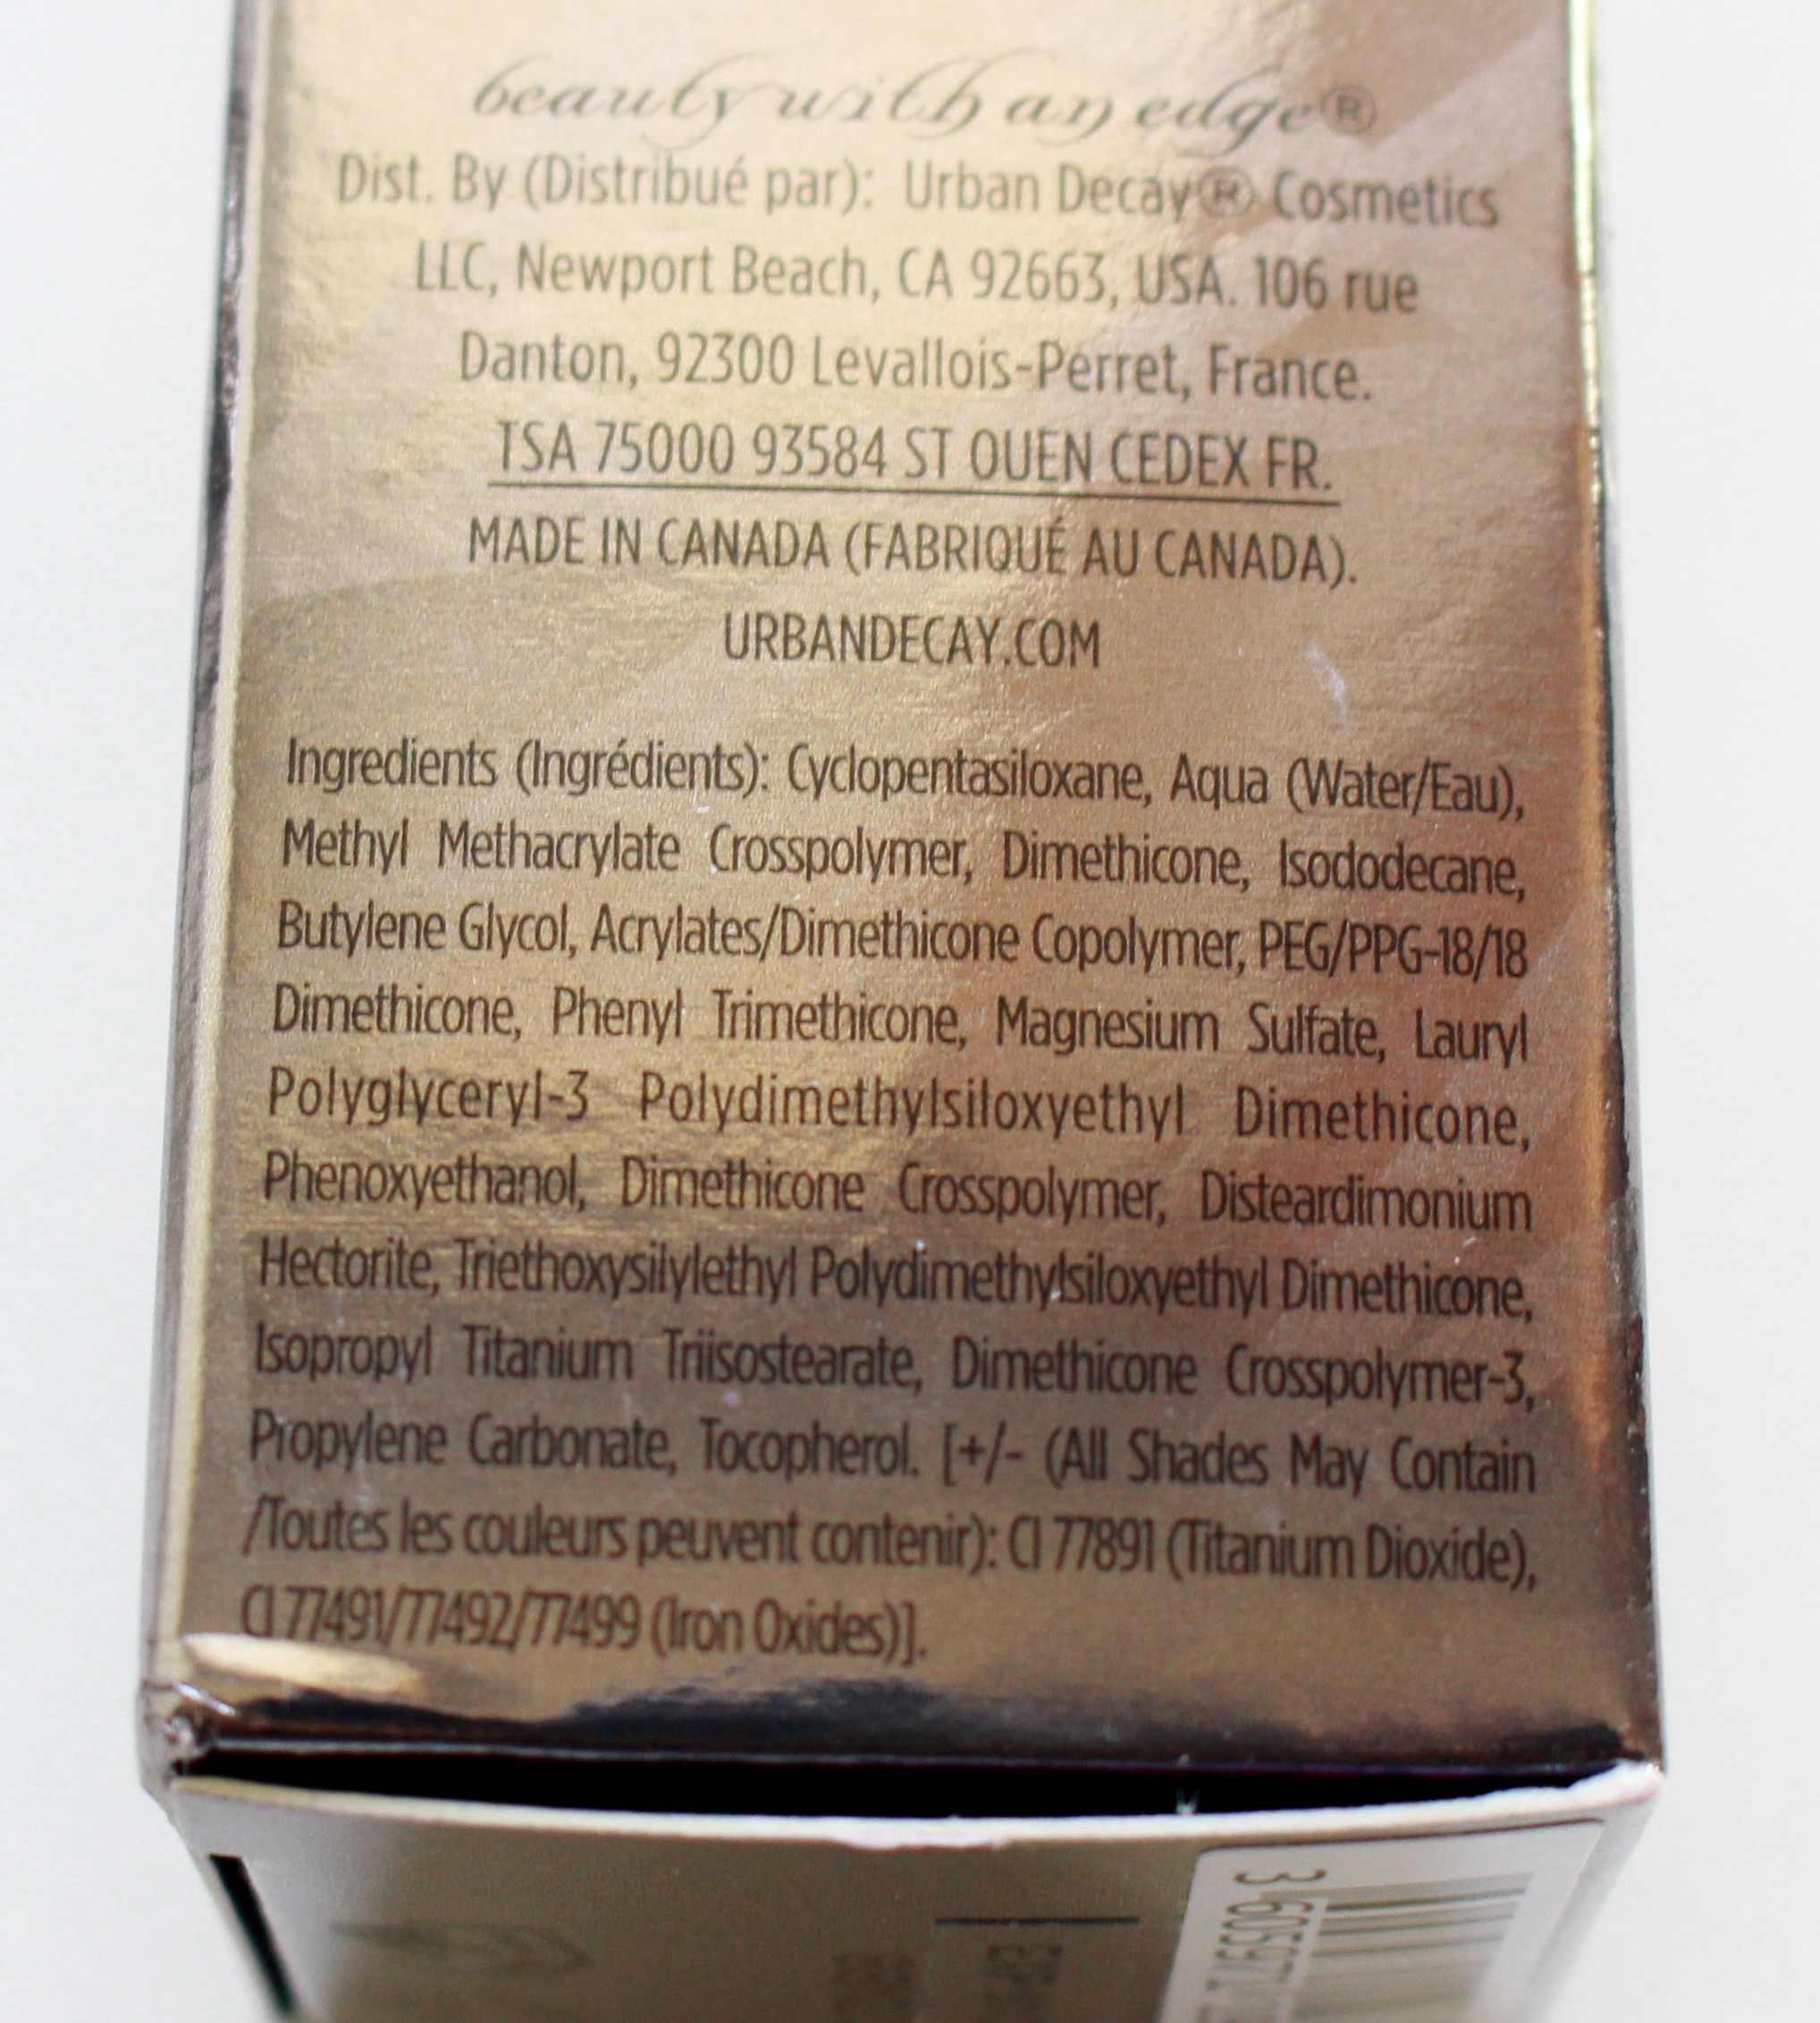 beauty with an edge®
Dist. By (Distribué par): Urban Decay® Cosmetics
LLC, Newport Beach, CA 92663, USA. 106 rue
Danton, 92300 Levallois-Perret, France.
TSA 75000 93584 ST OUEN CEDEX FR.
MADE IN CANADA (FABRIQUÉ AU CANADA).
URBANDECAY.COM
Ingredients (Ingrédients): Cyclopentasiloxane, Aqua (Water/Eau),
Methyl Methacrylate Crosspolymer, Dimethicone, Isododecane,
Butylene Glycol, Acrylates/Dimethicone Copolymer, PEG/PPG-18/18
Dimethicone, Phenyl Trimethicone, Magnesium Sulfate, Lauryl
Polyglyceryl-3 Polydimethylsiloxyethyl Dimethicone,
Phenoxyethanol, Dimethicone Crosspolymer, Disteardimonium
Hectorite, Triethoxysilylethyl Polydimethylsiloxyethyl Dimethicone,
Isopropyl Titanium Triisostearate, Dimethicone Crosspolymer-3,
Propylene Carbonate, Tocopherol. [+/- (All Shades May Contain
/Toutes les couleurs peuvent contenir): CI 77891 (Titanium Dioxide),
CI 77491/77492/77499 (Iron Oxides)].